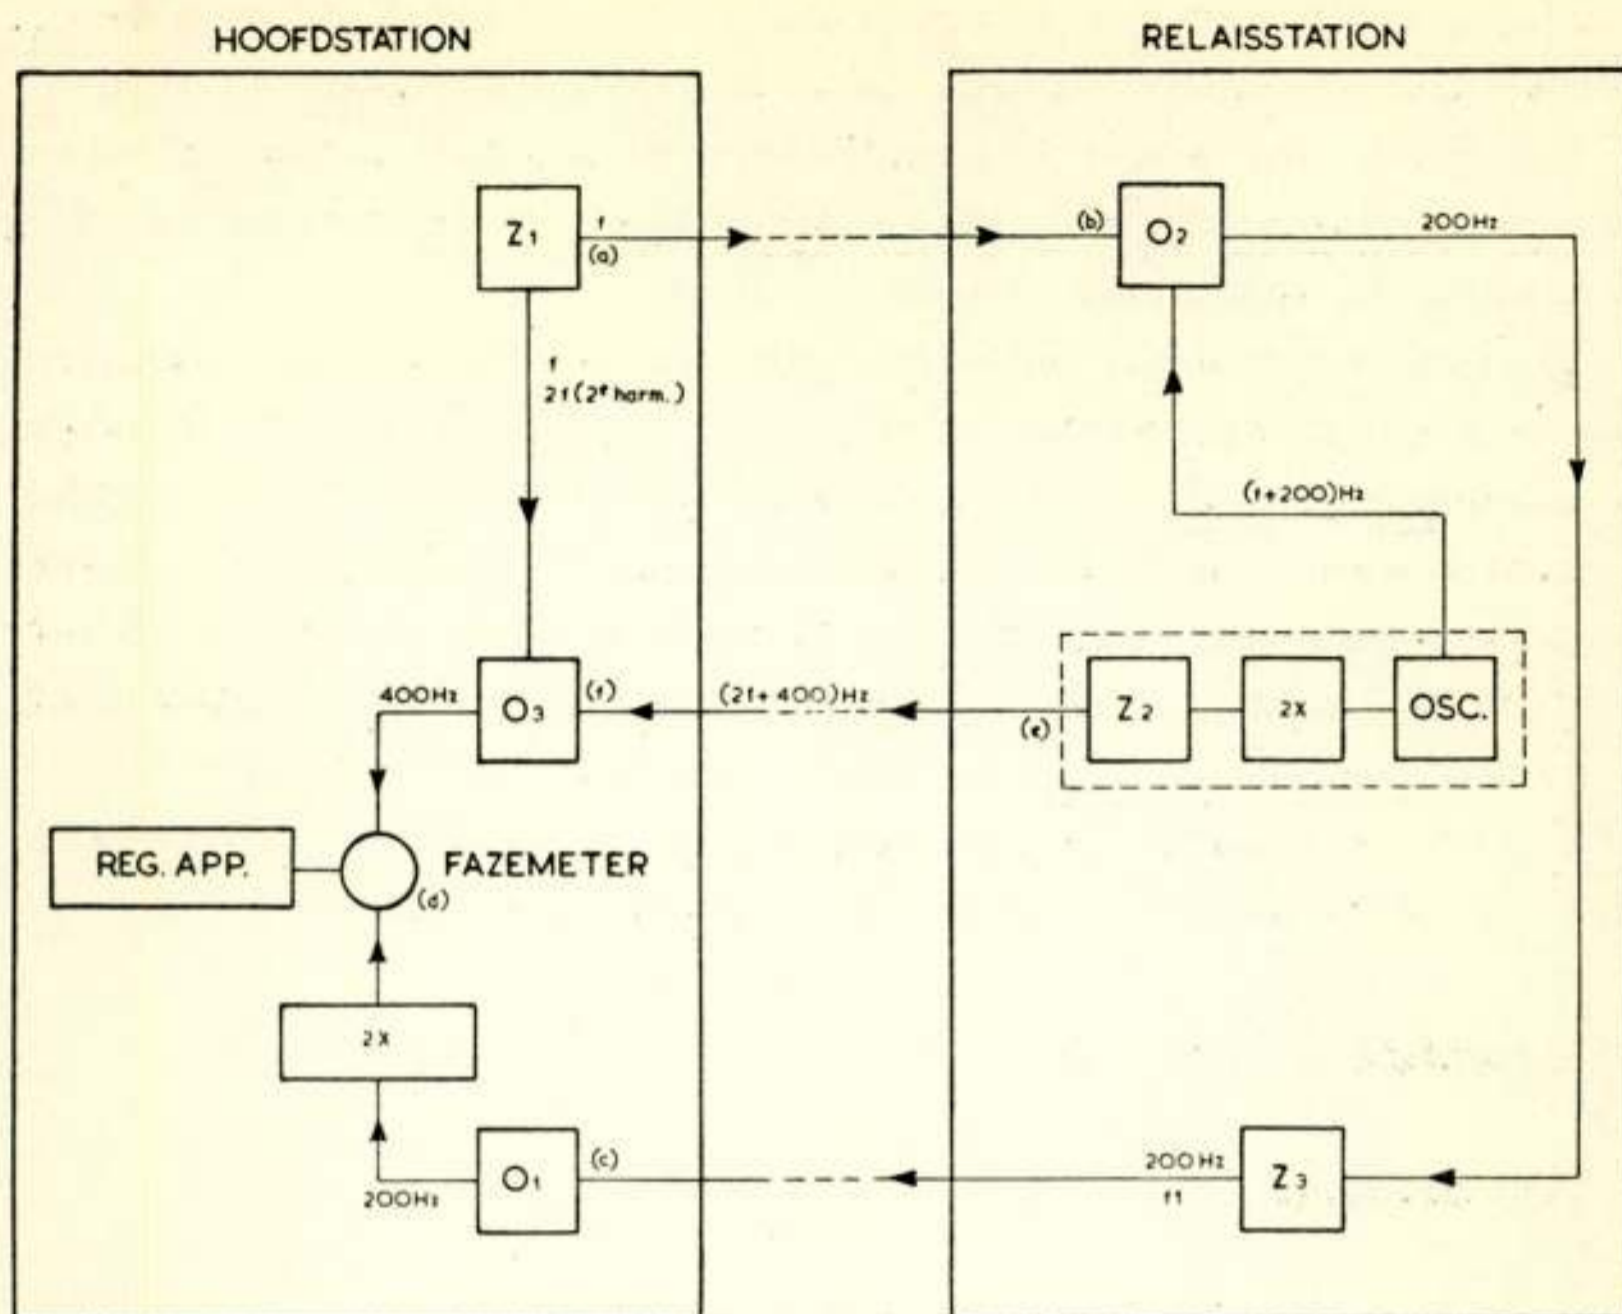 HOOFDSTATION
RELAISSTATION
Z1
f
(a)
(b)
O2
200Hz
f
2f (2e harm.)
(f+200)Hz
400Hz
O3
(f)
(2f+400)Hz
(e)
Z2
2X
OSC.
REG. APP.
FAZEMETER
(d)
2X
200Hz
O1
(c)
200Hz
f1
Z3